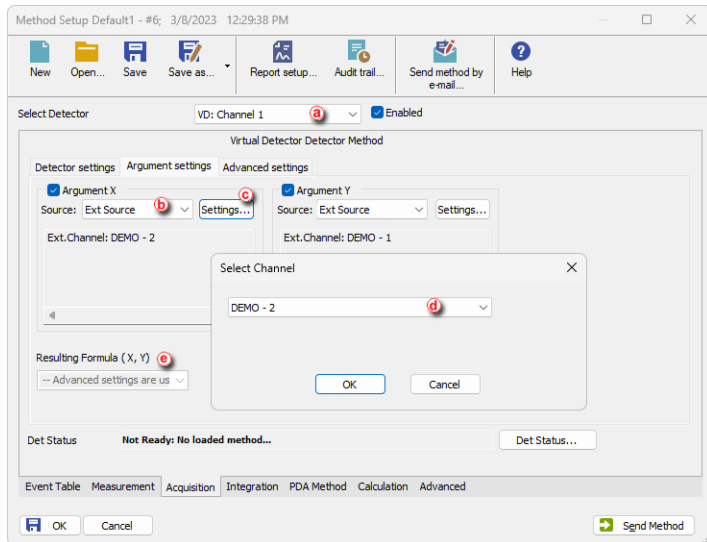 Method Setup Default1 - #6; 3/8/2023 12:29:38 PM
New Open... Save Save as... Report setup... Audit trail... Send method by e-mail... Help
Select Detector VD: Channel 1 a Enabled
Virtual Detector Detector Method
Detector settings Argument settings Advanced settings
Argument X c Argument Y
Source: Ext Source b Settings... Source: Ext Source Settings...
Ext.Channel: DEMO - 2 Ext.Channel: DEMO - 1
Select Channel
DEMO - 2 d
OK Cancel
Resulting Formula (X, Y) e
-- Advanced settings are us
Det Status Not Ready: No loaded method... Det Status...
Event Table Measurement Acquisition Integration PDA Method Calculation Advanced
OK Cancel Send Method